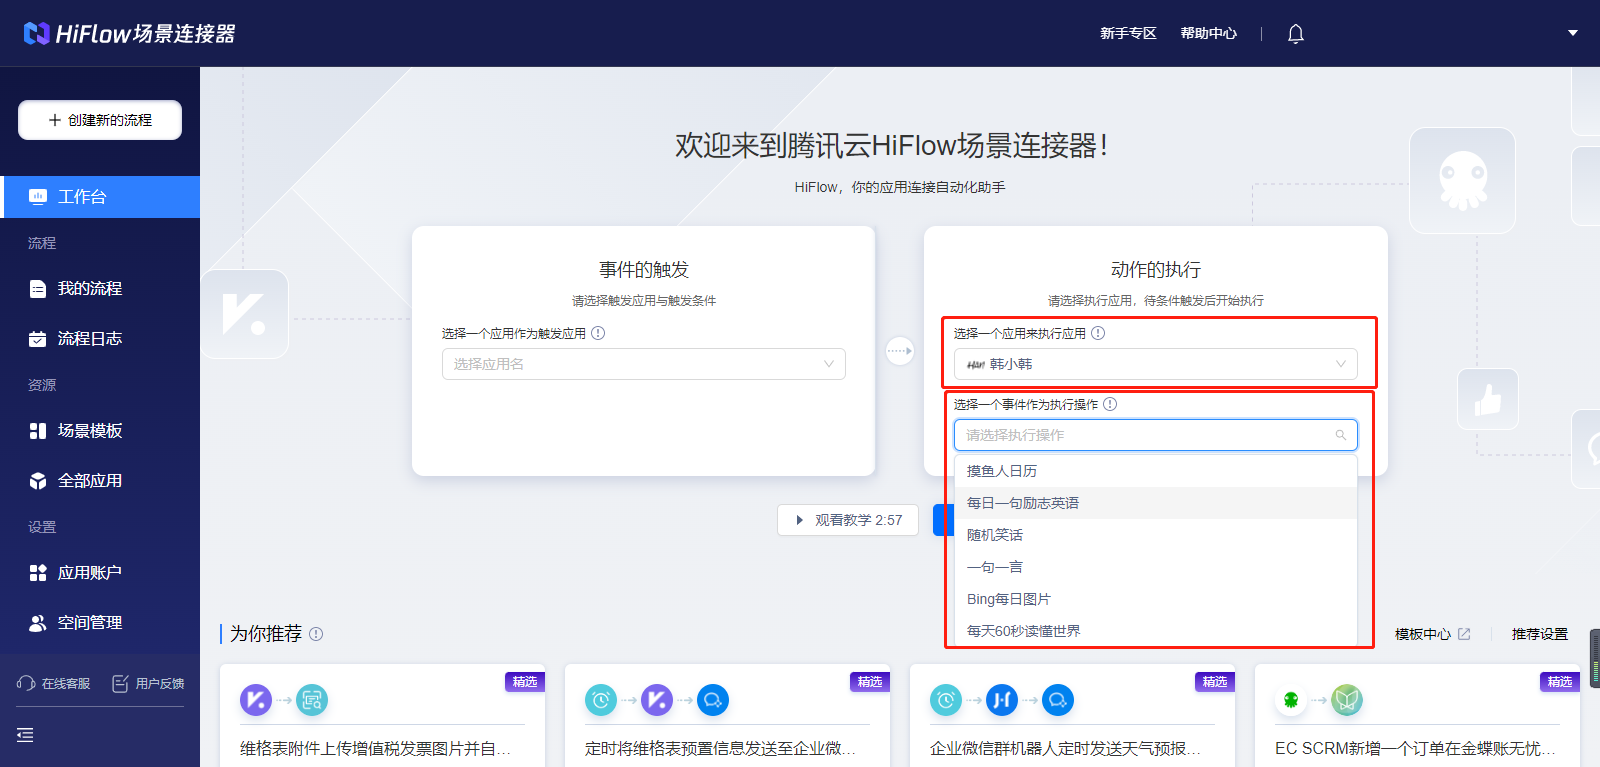 HiFlow场景连接器
新手专区
帮助中心
创建新的流程
工作台
流程
我的流程
流程日志
资源
场景模板
全部应用
设置
应用账户
空间管理
在线客服
用户反馈
欢迎来到腾讯云HiFlow场景连接器!
HiFlow，你的应用连接自动化助手
事件的触发
请选择触发应用与触发条件
选择一个应用作为触发应用
选择应用名
动作的执行
请选择执行应用，待条件触发后开始执行
选择一个应用来执行应用
韩小韩
选择一个事件作为执行操作
请选择执行操作
摸鱼人日历
每日一句励志英语
随机笑话
一句一言
Bing每日图片
每天60秒读懂世界
观看教学 2:57
为你推荐
模板中心
推荐设置
精选
维格表附件上传增值税发票图片并自...
精选
定时将维格表预置信息发送至企业微...
精选
企业微信群机器人定时发送天气预报...
精选
EC SCRM新增一个订单在金蝶账无忧...